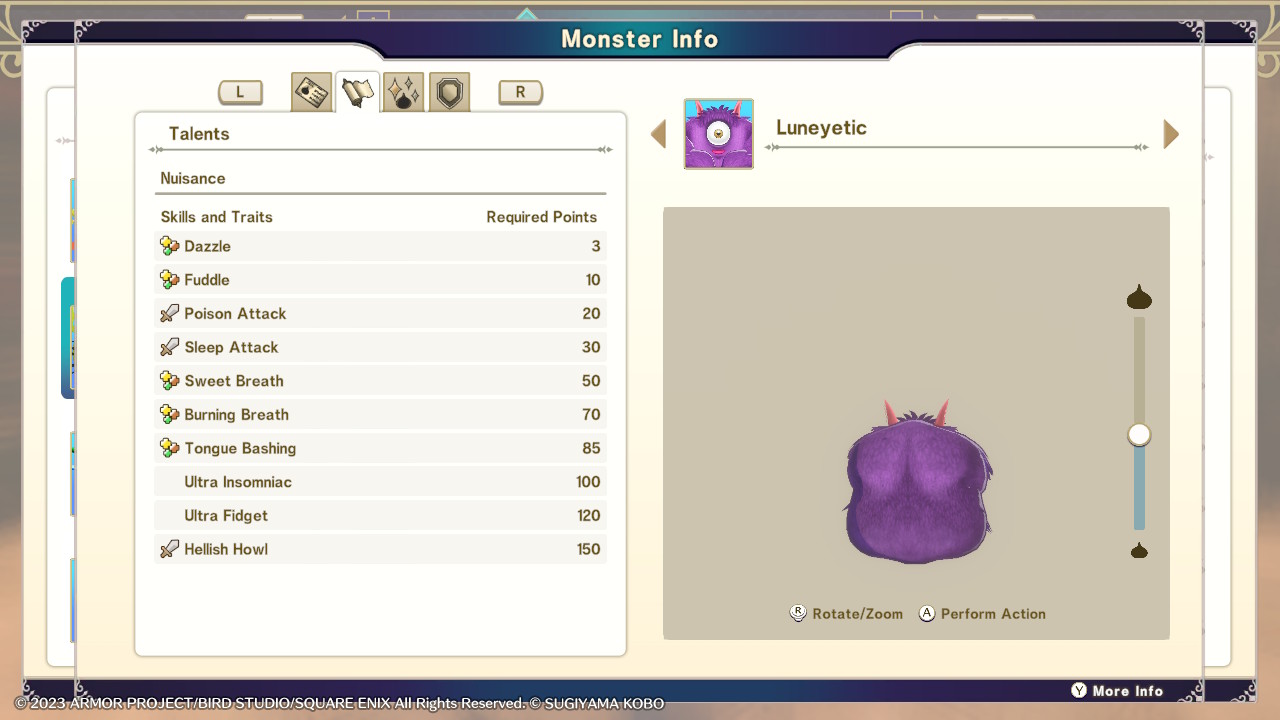 Monster Info
L
R
Talents
Nuisance
Skills and Traits Required Points
Dazzle 3
Fuddle 10
Poison Attack 20
Sleep Attack 30
Sweet Breath 50
Burning Breath 70
Tongue Bashing 85
Ultra Insomniac 100
Ultra Fidget 120
Hellish Howl 150
Luneyetic
R Rotate/Zoom A Perform Action
Y More Info
© 2023 ARMOR PROJECT/BIRD STUDIO/SQUARE ENIX All Rights Reserved. © SUGIYAMA KOBO